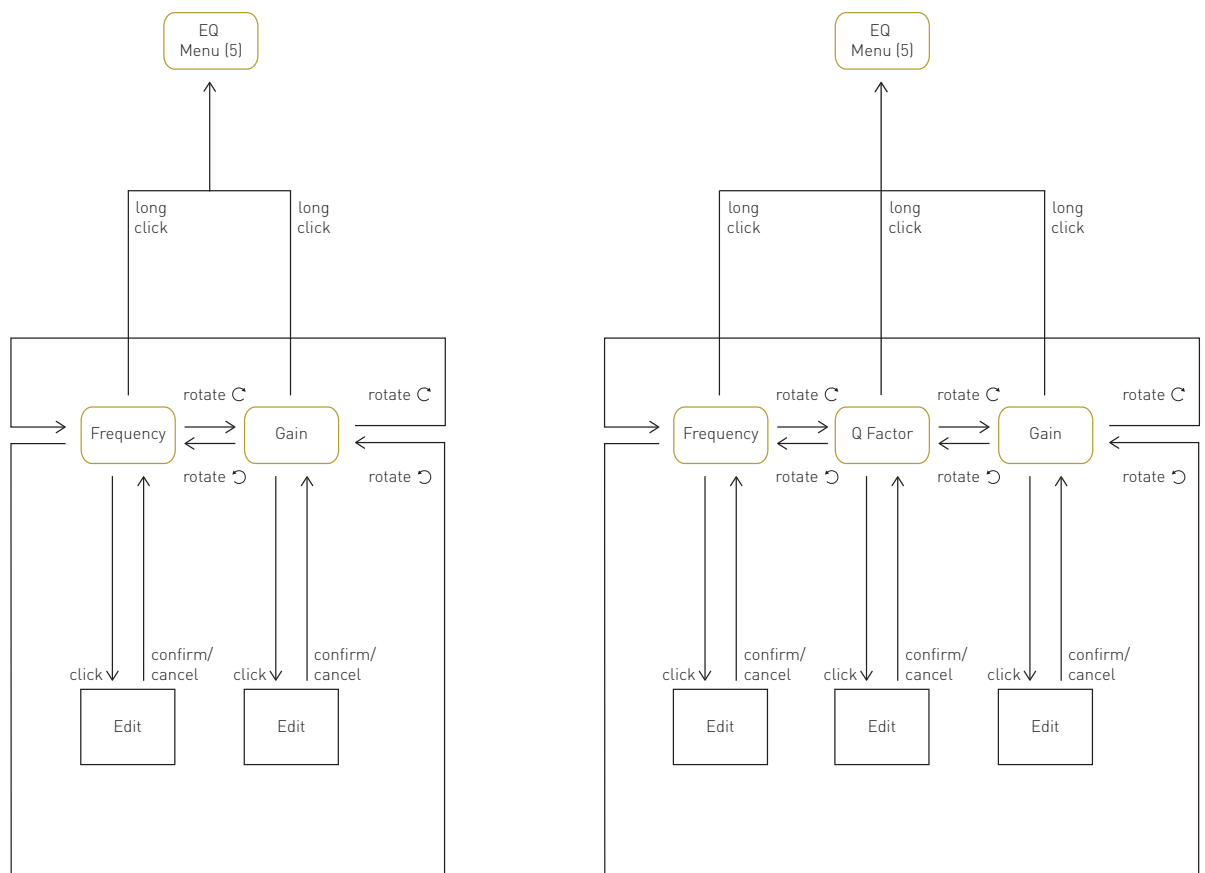 EQ
Menu (5)
long
click
long
click
rotate
rotate
Frequency
Gain
rotate
rotate
click
confirm/
cancel
click
confirm/
cancel
Edit
Edit
EQ
Menu (5)
long
click
long
click
long
click
rotate
rotate
rotate
Frequency
Q Factor
Gain
rotate
rotate
rotate
click
confirm/
cancel
click
confirm/
cancel
click
confirm/
cancel
Edit
Edit
Edit